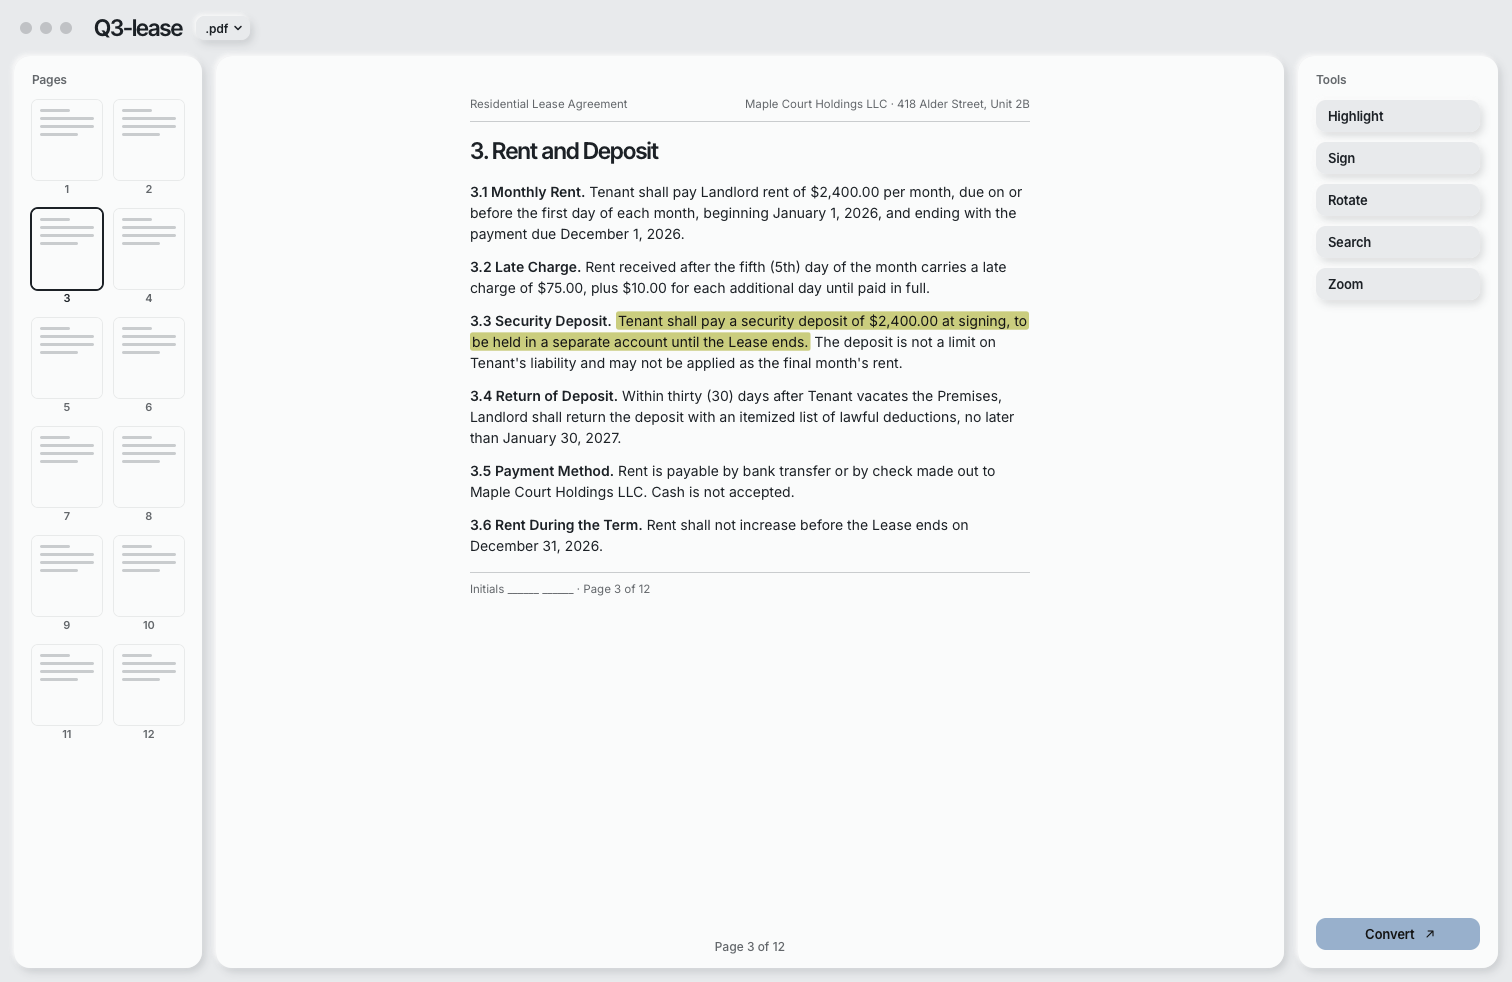 Q3-lease .pdf
Pages
1 2
3 4
5 6
7 8
9 10
11 12
Residential Lease Agreement Maple Court Holdings LLC · 418 Alder Street, Unit 2B
3. Rent and Deposit
3.1 Monthly Rent. Tenant shall pay Landlord rent of $2,400.00 per month, due on or
before the first day of each month, beginning January 1, 2026, and ending with the
payment due December 1, 2026.
3.2 Late Charge. Rent received after the fifth (5th) day of the month carries a late
charge of $75.00, plus $10.00 for each additional day until paid in full.
3.3 Security Deposit. Tenant shall pay a security deposit of $2,400.00 at signing, to
be held in a separate account until the Lease ends. The deposit is not a limit on
Tenant's liability and may not be applied as the final month's rent.
3.4 Return of Deposit. Within thirty (30) days after Tenant vacates the Premises,
Landlord shall return the deposit with an itemized list of lawful deductions, no later
than January 30, 2027.
3.5 Payment Method. Rent is payable by bank transfer or by check made out to
Maple Court Holdings LLC. Cash is not accepted.
3.6 Rent During the Term. Rent shall not increase before the Lease ends on
December 31, 2026.
Initials ______ ______ · Page 3 of 12
Page 3 of 12
Tools
Highlight
Sign
Rotate
Search
Zoom
Convert